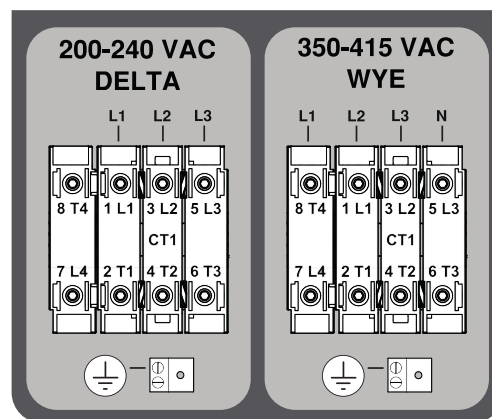 200-240 VAC
DELTA
L1 L2 L3
8 T4 1 L1 3 L2 5 L3
CT1
7 L4 2 T1 4 T2 6 T3
350-415 VAC
WYE
L1 L2 L3 N
8 T4 1 L1 3 L2 5 L3
CT1
7 L4 2 T1 4 T2 6 T3